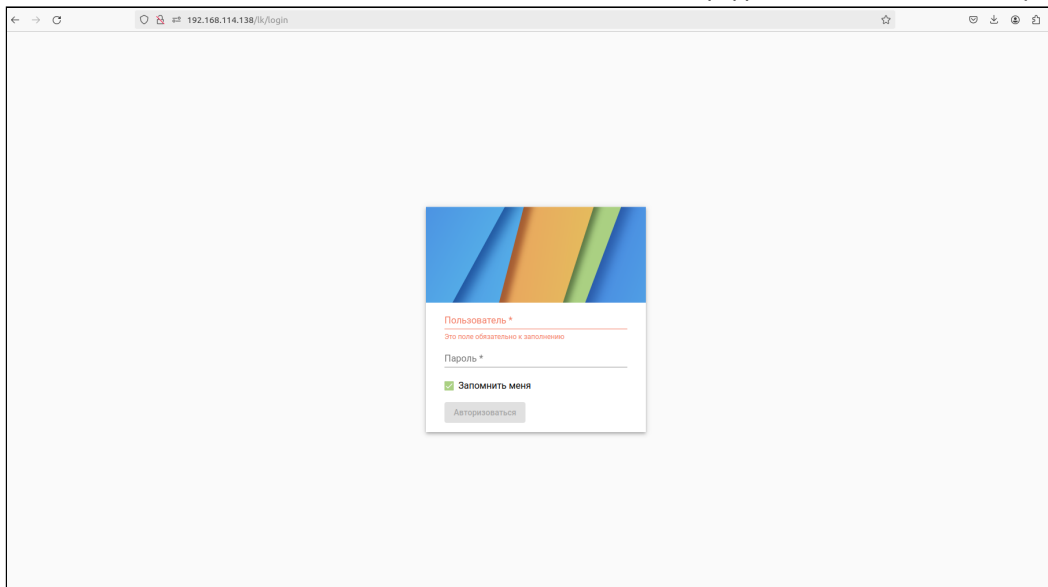 192.168.114.138/lk/login
Пользователь *
Это поле обязательно к заполнению
Пароль *
Запомнить меня
Авторизоваться